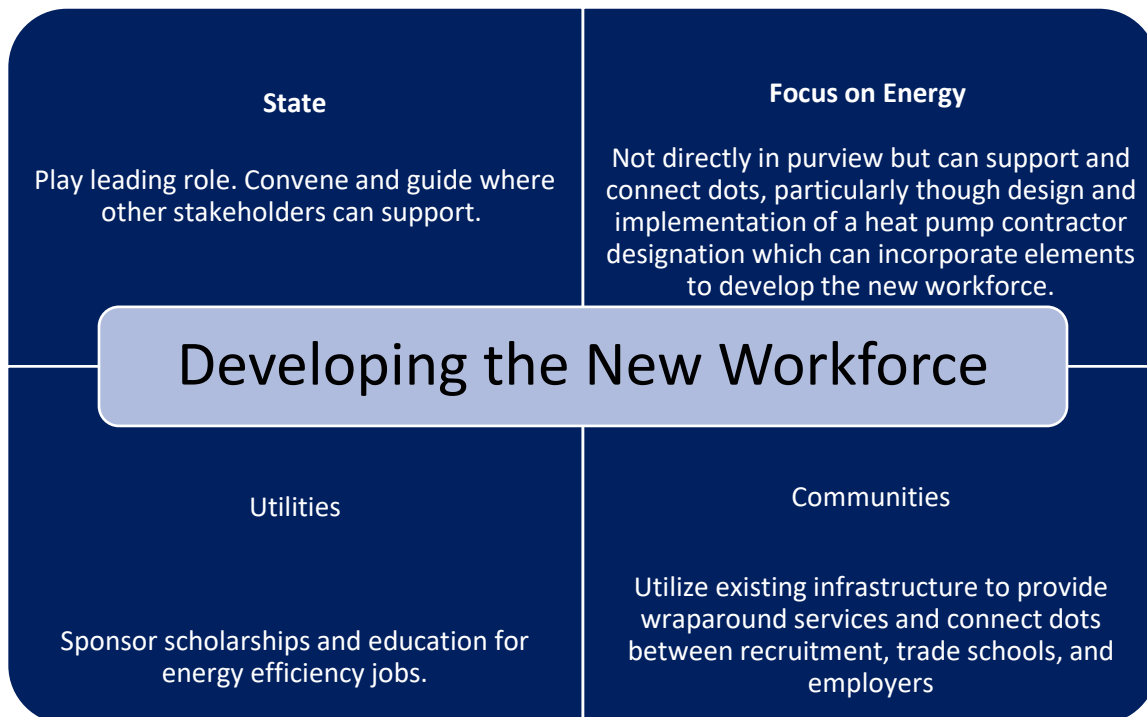 State
Play leading role. Convene and guide where
other stakeholders can support.
Focus on Energy
Not directly in purview but can support and
connect dots, particularly though design and
implementation of a heat pump contractor
designation which can incorporate elements
to develop the new workforce.
Developing the New Workforce
Utilities
Sponsor scholarships and education for
energy efficiency jobs.
Communities
Utilize existing infrastructure to provide
wraparound services and connect dots
between recruitment, trade schools, and
employers